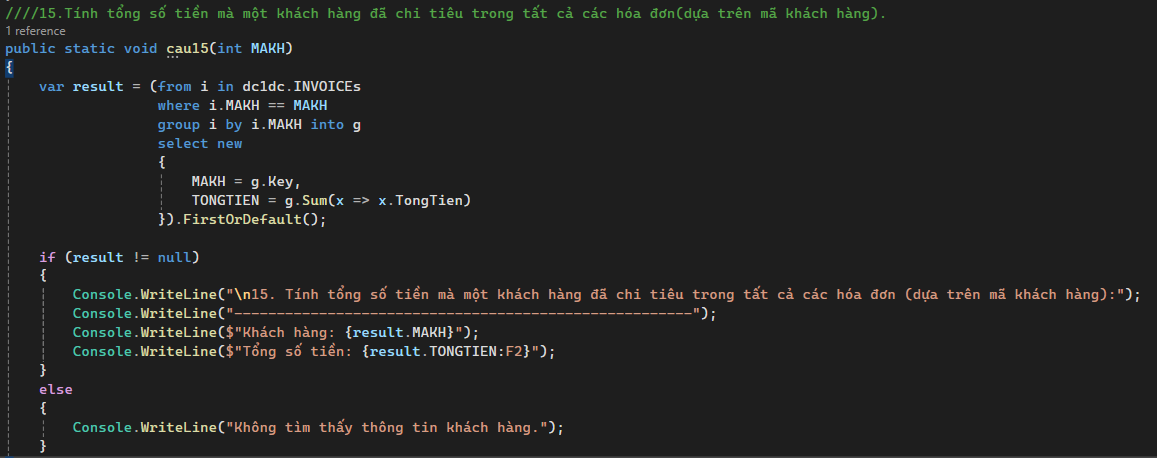 ////15.Tính tổng số tiền mà một khách hàng đã chi tiêu trong tất cả các hóa đơn(dựa trên mã khách hàng).
1 reference
public static void cau15(int MAKH)
{
var result = (from i in dc1dc.INVOICEs
where i.MAKH == MAKH
group i by i.MAKH into g
select new
{
MAKH = g.Key,
TONGTIEN = g.Sum(x => x.TongTien)
}).FirstOrDefault();
if (result != null)
{
Console.WriteLine("\n15. Tính tổng số tiền mà một khách hàng đã chi tiêu trong tất cả các hóa đơn (dựa trên mã khách hàng):");
Console.WriteLine("------------------------------------------------------");
Console.WriteLine($"Khách hàng: {result.MAKH}");
Console.WriteLine($"Tổng số tiền: {result.TONGTIEN:F2}");
}
else
{
Console.WriteLine("Không tìm thấy thông tin khách hàng.");
}